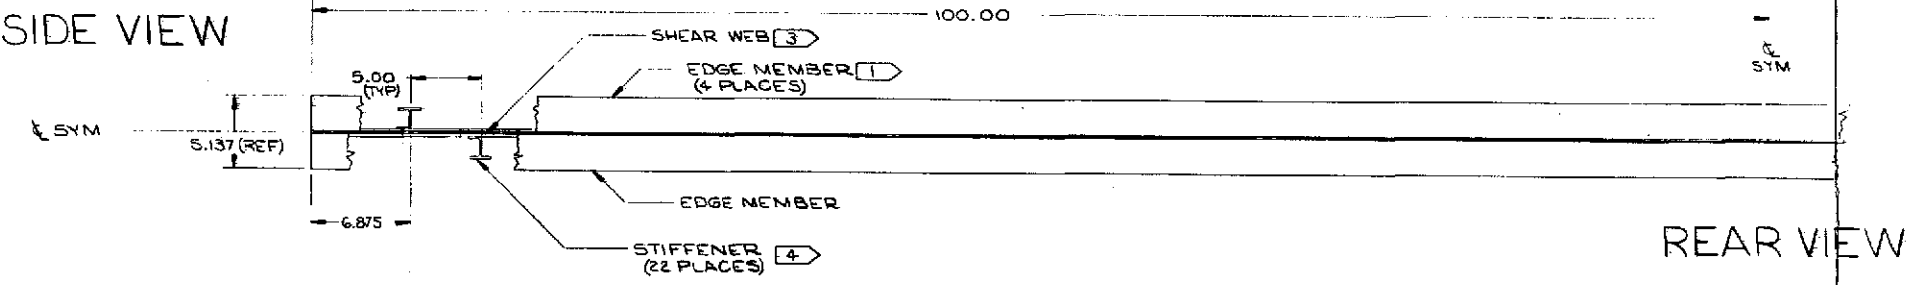 SIDE VIEW
100.00
SHEAR WEB 3
℄
SYM
EDGE MEMBER 1
(4 PLACES)
5.00
(TYP)
℄ SYM
5.137 (REF)
EDGE MEMBER
6.875
STIFFENER 4
(22 PLACES)
REAR VIEW